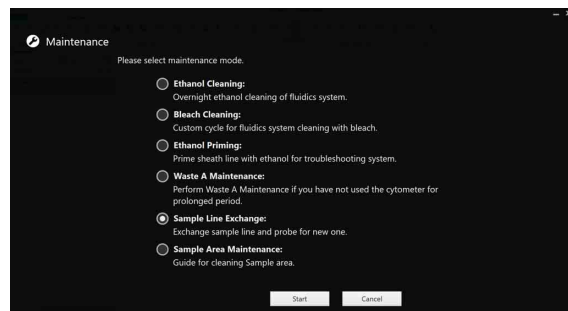 Maintenance
Please select maintenance mode.
Ethanol Cleaning:
Overnight ethanol cleaning of fluidics system.
Bleach Cleaning:
Custom cycle for fluidics system cleaning with bleach.
Ethanol Priming:
Prime sheath line with ethanol for troubleshooting system.
Waste A Maintenance:
Perform Waste A Maintenance if you have not used the cytometer for
prolonged period.
Sample Line Exchange:
Exchange sample line and probe for new one.
Sample Area Maintenance:
Guide for cleaning Sample area.
Start Cancel